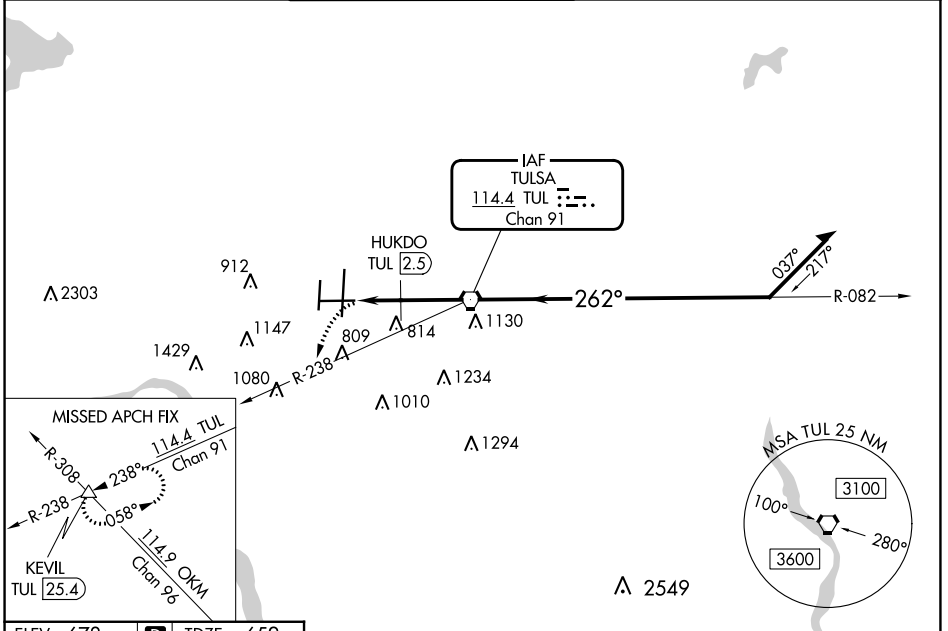 IAF
TULSA
114.4 TUL
Chan 91
HUKDO
TUL 2.5
037°
217°
262°
R-082
912
2303
1147
809
814
1130
1429
R-238
1080
1234
1010
1294
MISSED APCH FIX
R-308
114.4 TUL
Chan 91
238°
R-238
058°
114.9 OKM
Chan 96
KEVIL
TUL 25.4
MSA TUL 25 NM
3100
100°
280°
3600
2549